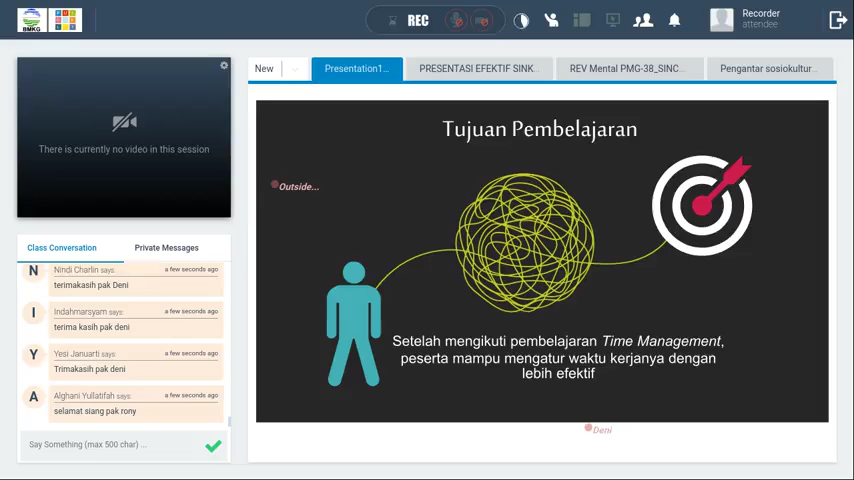 BMKG
REC
Recorder
attendee
There is currently no video in this session
New
Presentation1...
PRESENTASI EFEKTIF SINK...
REV Mental PMG-38_SINC...
Pengantar sosiokultur...
Tujuan Pembelajaran
Outside...
Setelah mengikuti pembelajaran Time Management,
peserta mampu mengatur waktu kerjanya dengan
lebih efektif
Deni
Class Conversation
Private Messages
N
Nindi Charlin says:
a few seconds ago
terimakasih pak Deni
I
Indahmarsyam says:
a few seconds ago
terima kasih pak deni
Y
Yesi Januarti says:
a few seconds ago
Trimakasih pak deni
A
Alghani Yullatifah says:
a few seconds ago
selamat siang pak rony
Say Something (max 500 char) ...